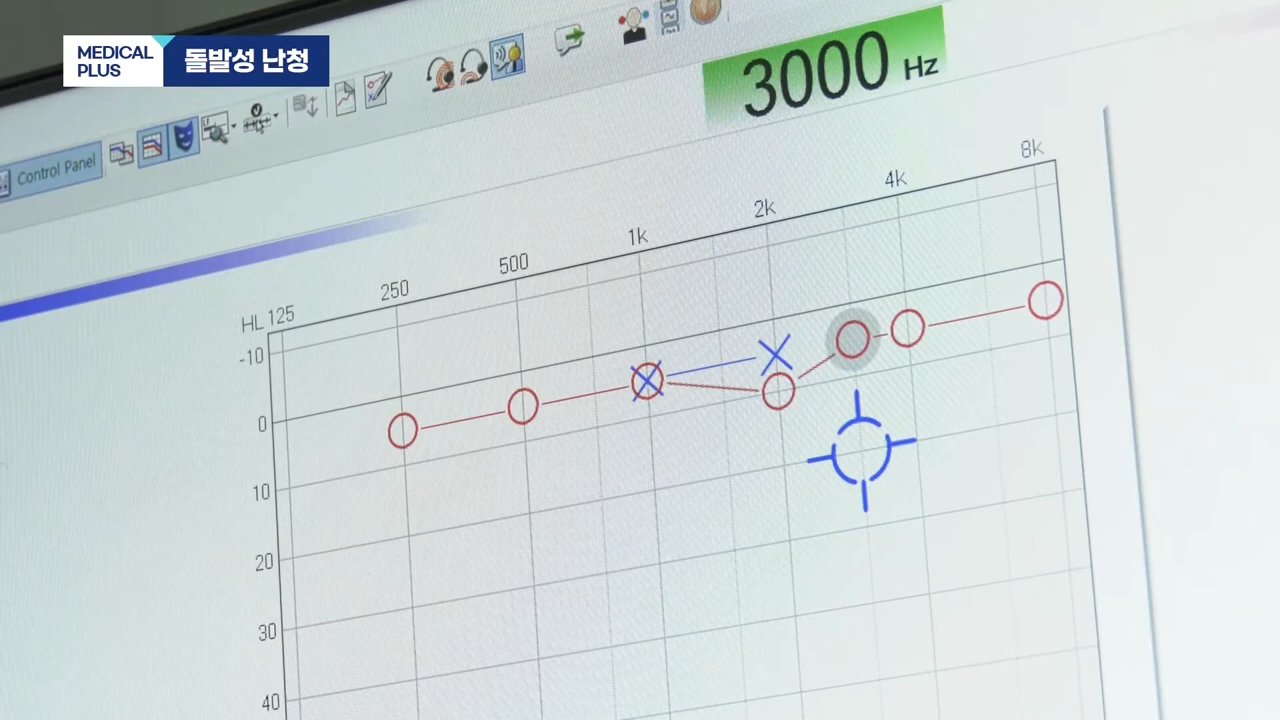 MEDICAL
PLUS
돌발성 난청
3000 Hz
Control Panel
HL 125
250
500
1k
2k
4k
8k
-10
0
10
20
30
40